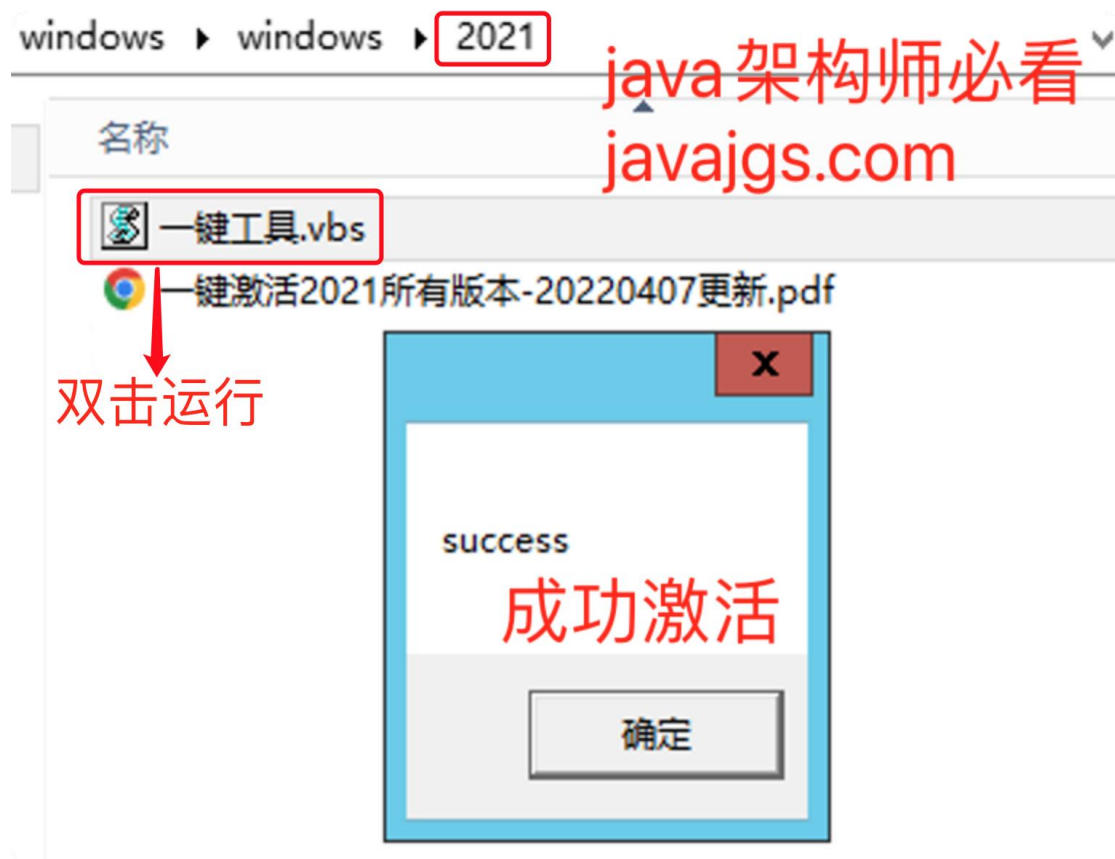 windows windows 2021
java架构师必看
javajgs.com
名称
一键工具.vbs
一键激活2021所有版本-20220407更新.pdf
双击运行
x
success
成功激活
确定